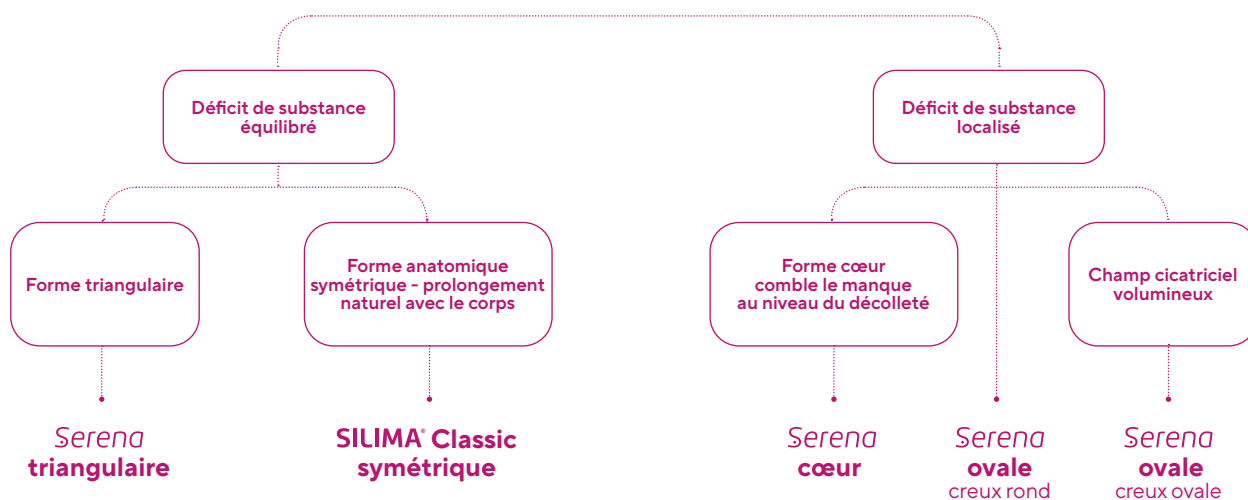 Déficit de substance
équilibré
Déficit de substance
localisé
Forme triangulaire
Forme anatomique
symétrique - prolongement
naturel avec le corps
Forme cœur
comble le manque
au niveau du décolleté
Champ cicatriciel
volumineux
Serena
triangulaire
SILIMA® Classic
symétrique
Serena
cœur
Serena
ovale
creux rond
Serena
ovale
creux ovale